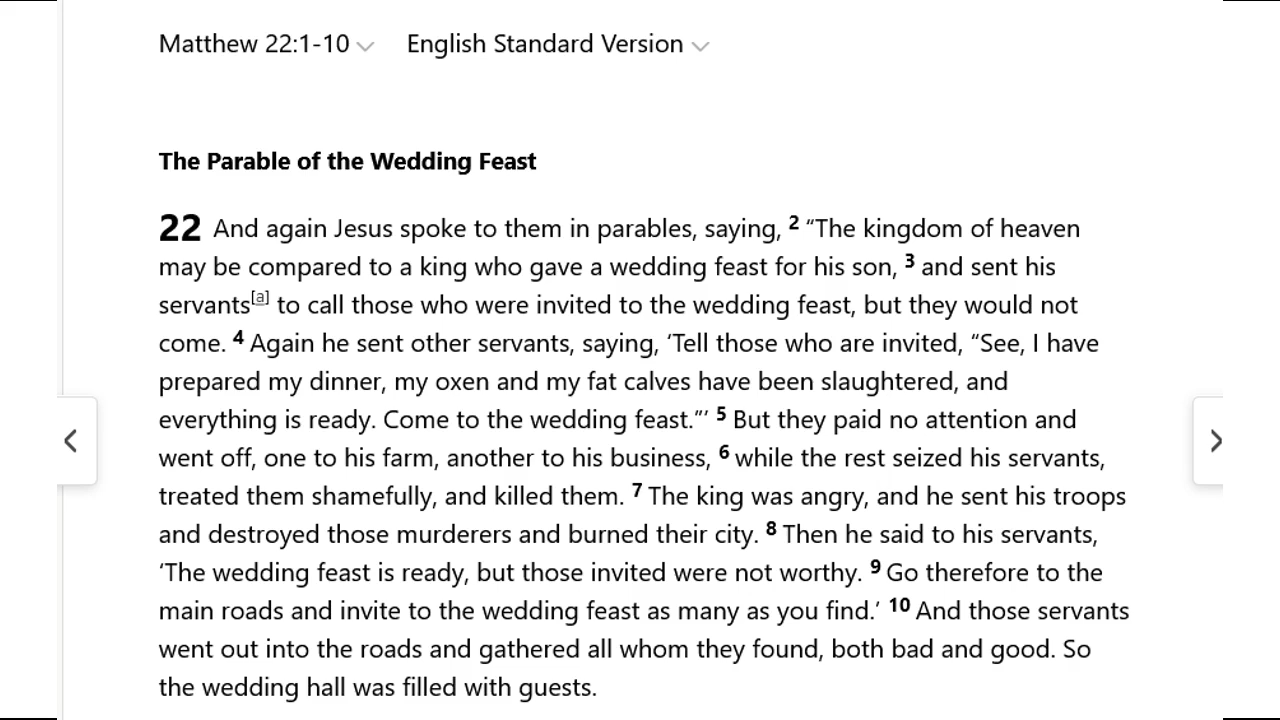 Matthew 22:1-10 English Standard Version
The Parable of the Wedding Feast
22 And again Jesus spoke to them in parables, saying, 2 “The kingdom of heaven
may be compared to a king who gave a wedding feast for his son, 3 and sent his
servants[a] to call those who were invited to the wedding feast, but they would not
come. 4 Again he sent other servants, saying, ‘Tell those who are invited, “See, I have
prepared my dinner, my oxen and my fat calves have been slaughtered, and
everything is ready. Come to the wedding feast.”’ 5 But they paid no attention and
went off, one to his farm, another to his business, 6 while the rest seized his servants,
treated them shamefully, and killed them. 7 The king was angry, and he sent his troops
and destroyed those murderers and burned their city. 8 Then he said to his servants,
‘The wedding feast is ready, but those invited were not worthy. 9 Go therefore to the
main roads and invite to the wedding feast as many as you find.’ 10 And those servants
went out into the roads and gathered all whom they found, both bad and good. So
the wedding hall was filled with guests.